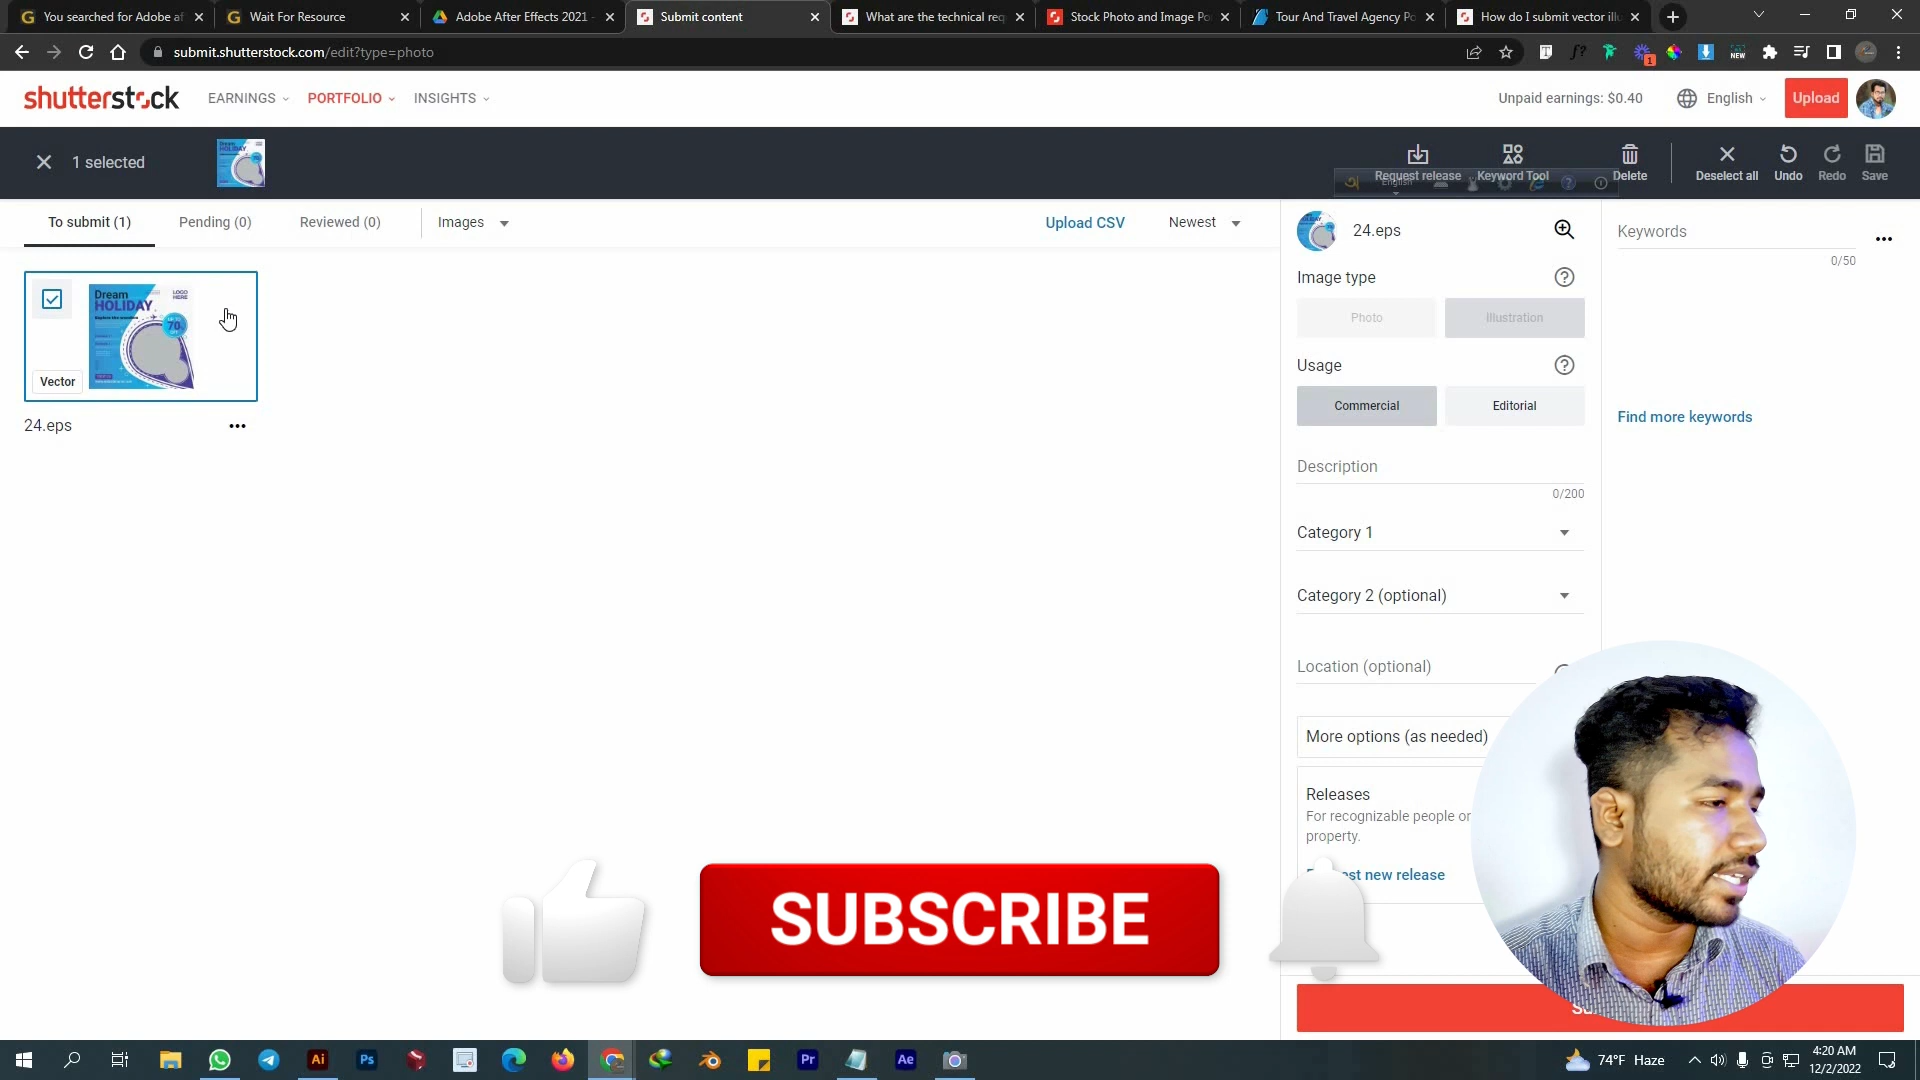 You searched for Adobe af
Wait For Resource
Adobe After Effects 2021 -
Submit content
What are the technical req
Stock Photo and Image Po
Tour And Travel Agency Po
How do I submit vector illu
submit.shutterstock.com/edit?type=photo
shutterstock
EARNINGS
PORTFOLIO
INSIGHTS
Unpaid earnings: $0.40
English
Upload
1 selected
Request release
Keyword Tool
Delete
Deselect all
Undo
Redo
Save
English
To submit (1)
Pending (0)
Reviewed (0)
Images
Upload CSV
Newest
Dream
HOLIDAY
LOGO
HERE
70
Vector
24.eps
24.eps
Image type
Photo
Illustration
Usage
Commercial
Editorial
Description
0/200
Category 1
Category 2 (optional)
Location (optional)
More options (as needed)
Releases
For recognizable people or
property.
st new release
Keywords
0/50
Find more keywords
SUBSCRIBE
74°F Haze
4:20 AM
12/2/2022